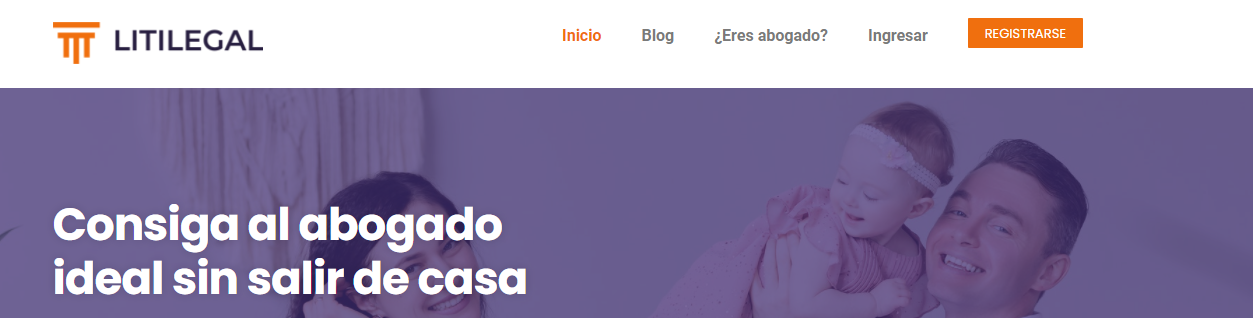 LITILEGAL
Inicio Blog ¿Eres abogado? Ingresar REGISTRARSE
Consiga al abogado
ideal sin salir de casa